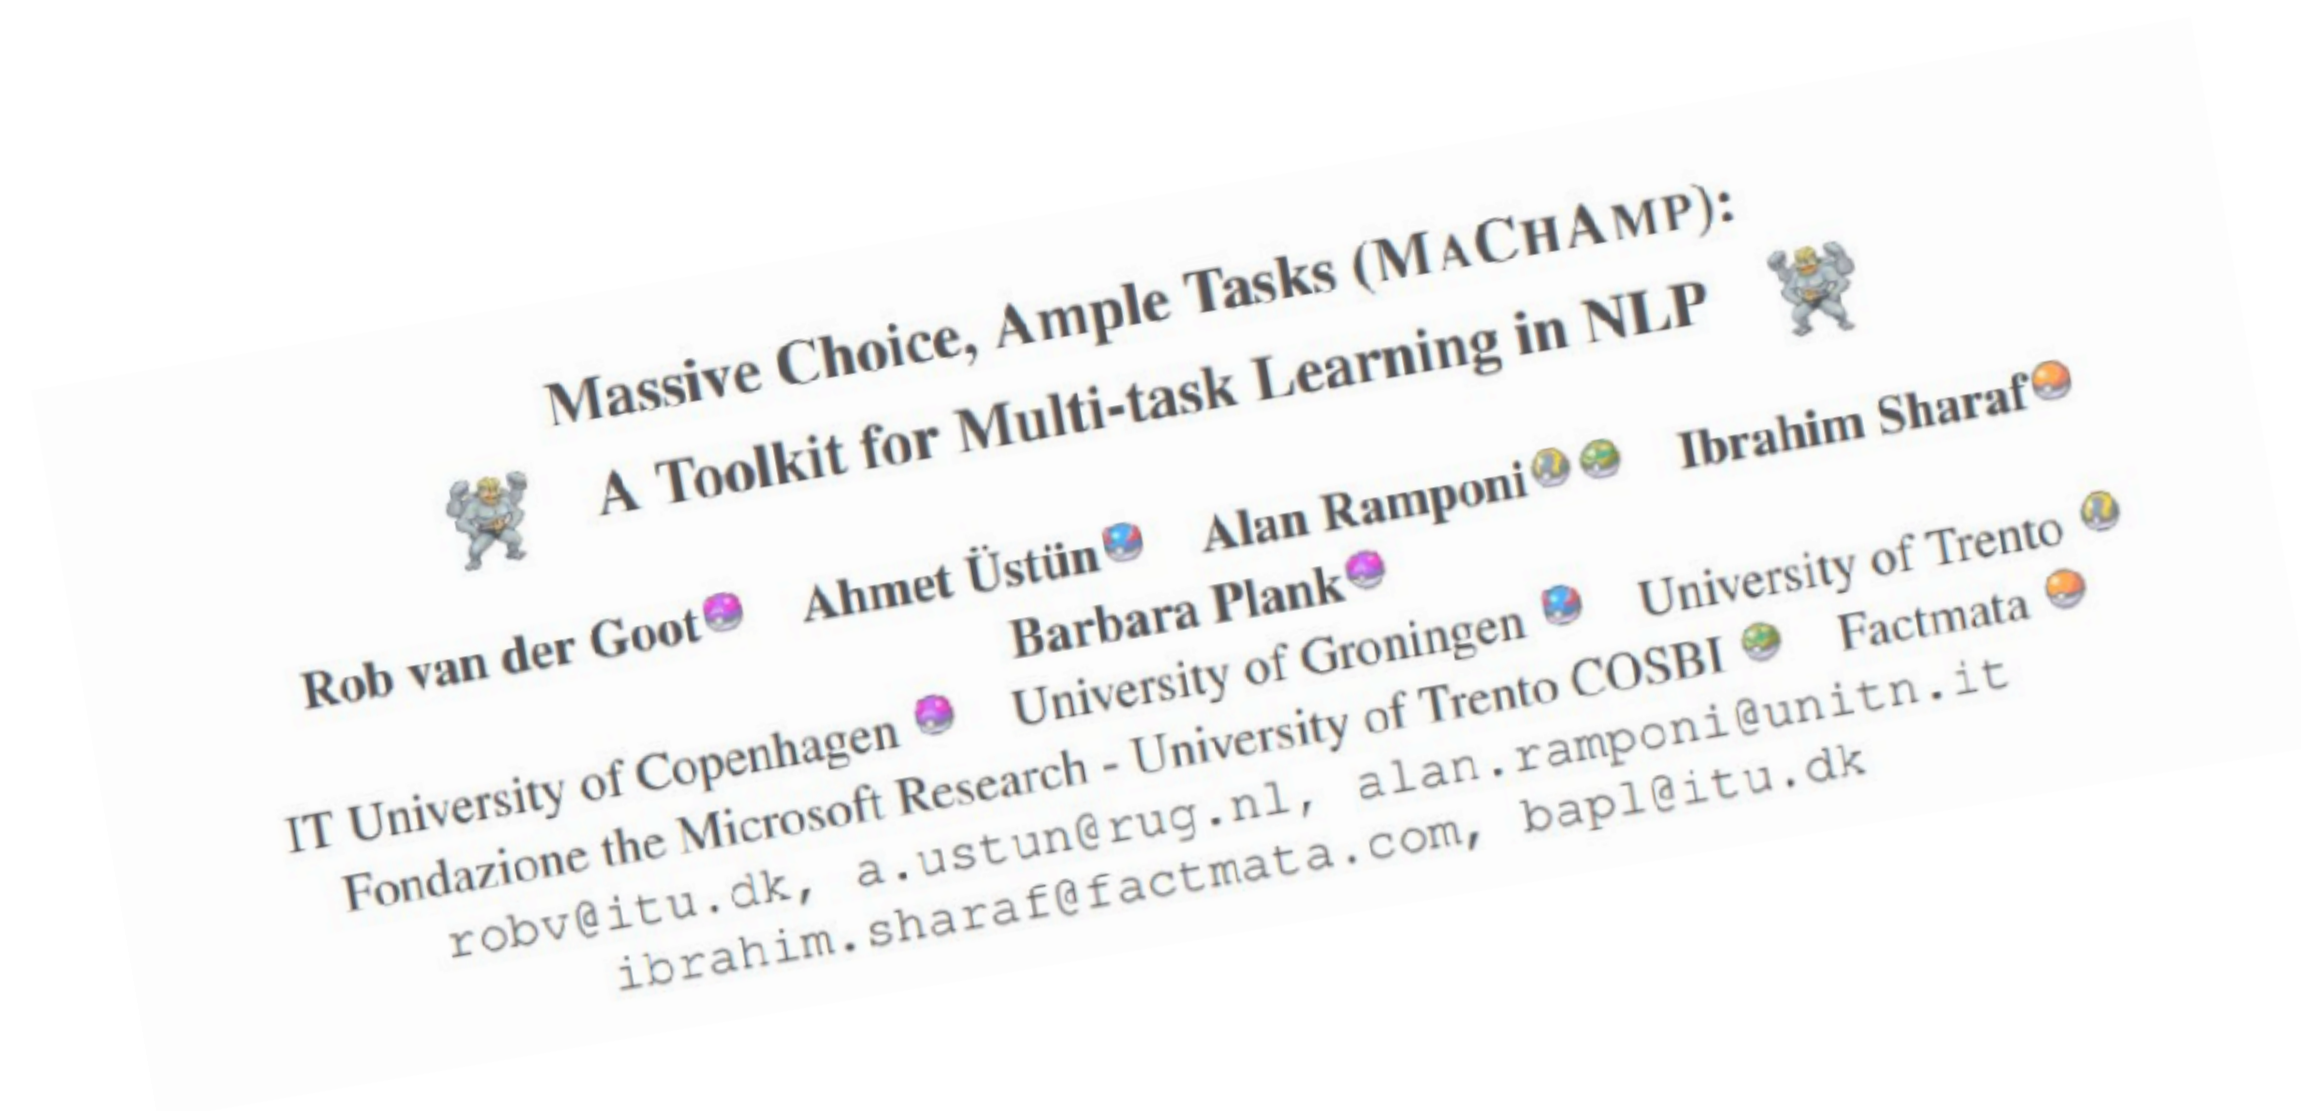 Massive Choice, Ample Tasks (MACHAMP):
A Toolkit for Multi-task Learning in NLP
Rob van der Goot Ahmet Üstün Alan Ramponi Ibrahim Sharaf
Barbara Plank
IT University of Copenhagen University of Groningen University of Trento
Fondazione the Microsoft Research - University of Trento COSBI Factmata
robv@itu.dk, a.ustun@rug.nl, alan.ramponi@unitn.it
ibrahim.sharaf@factmata.com, bapl@itu.dk